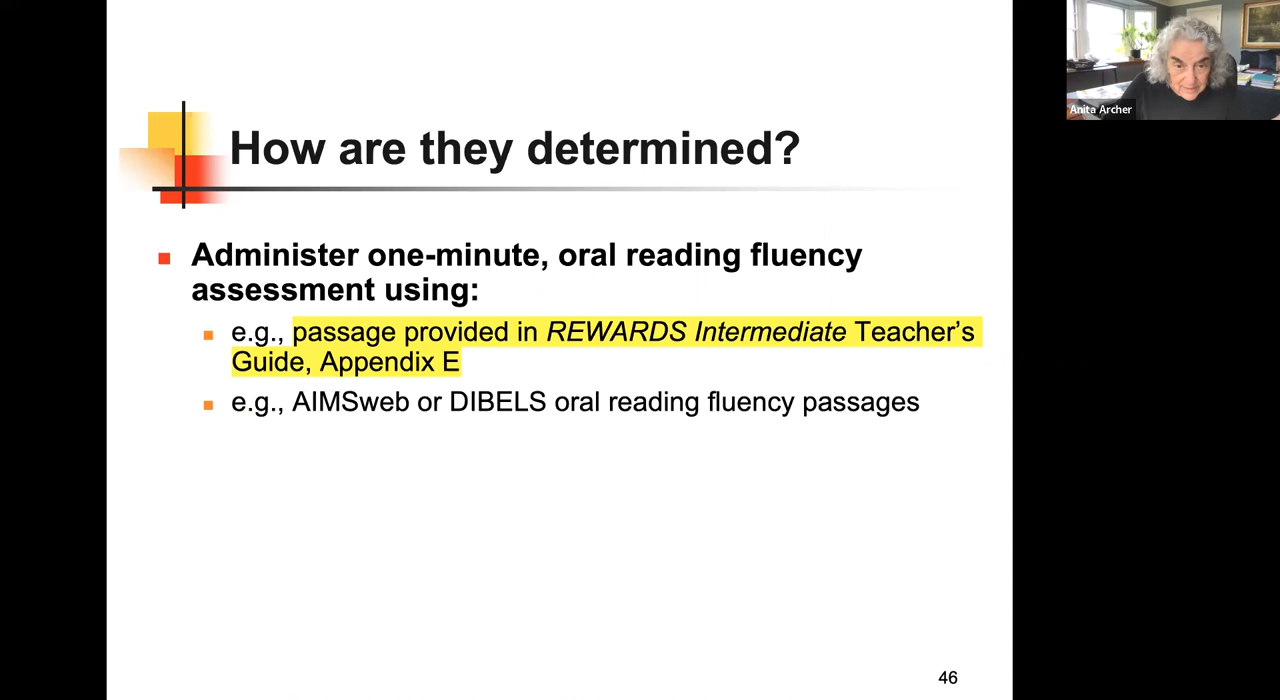 Anita Archer
How are they determined?
Administer one-minute, oral reading fluency
assessment using:
e.g., passage provided in REWARDS Intermediate Teacher’s
Guide, Appendix E
e.g., AIMSweb or DIBELS oral reading fluency passages
46